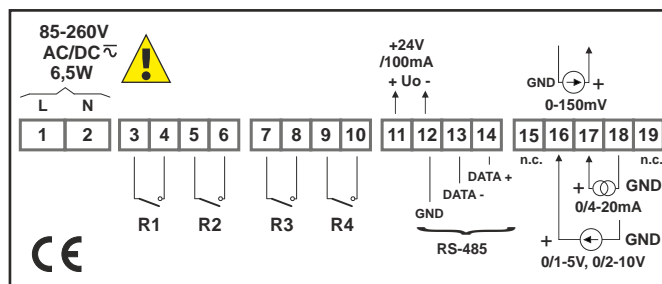 85-260V
AC/DC
6,5W
L N
+24V
/100mA
+ Uo -
GND +
0-150mV
1 2 3 4 5 6 7 8 9 10 11 12 13 14 15 16 17 18 19
n.c. n.c.
R1 R2 R3 R4
GND
DATA -
DATA +
RS-485
+ GND
0/4-20mA
+ GND
0/1-5V, 0/2-10V
CE